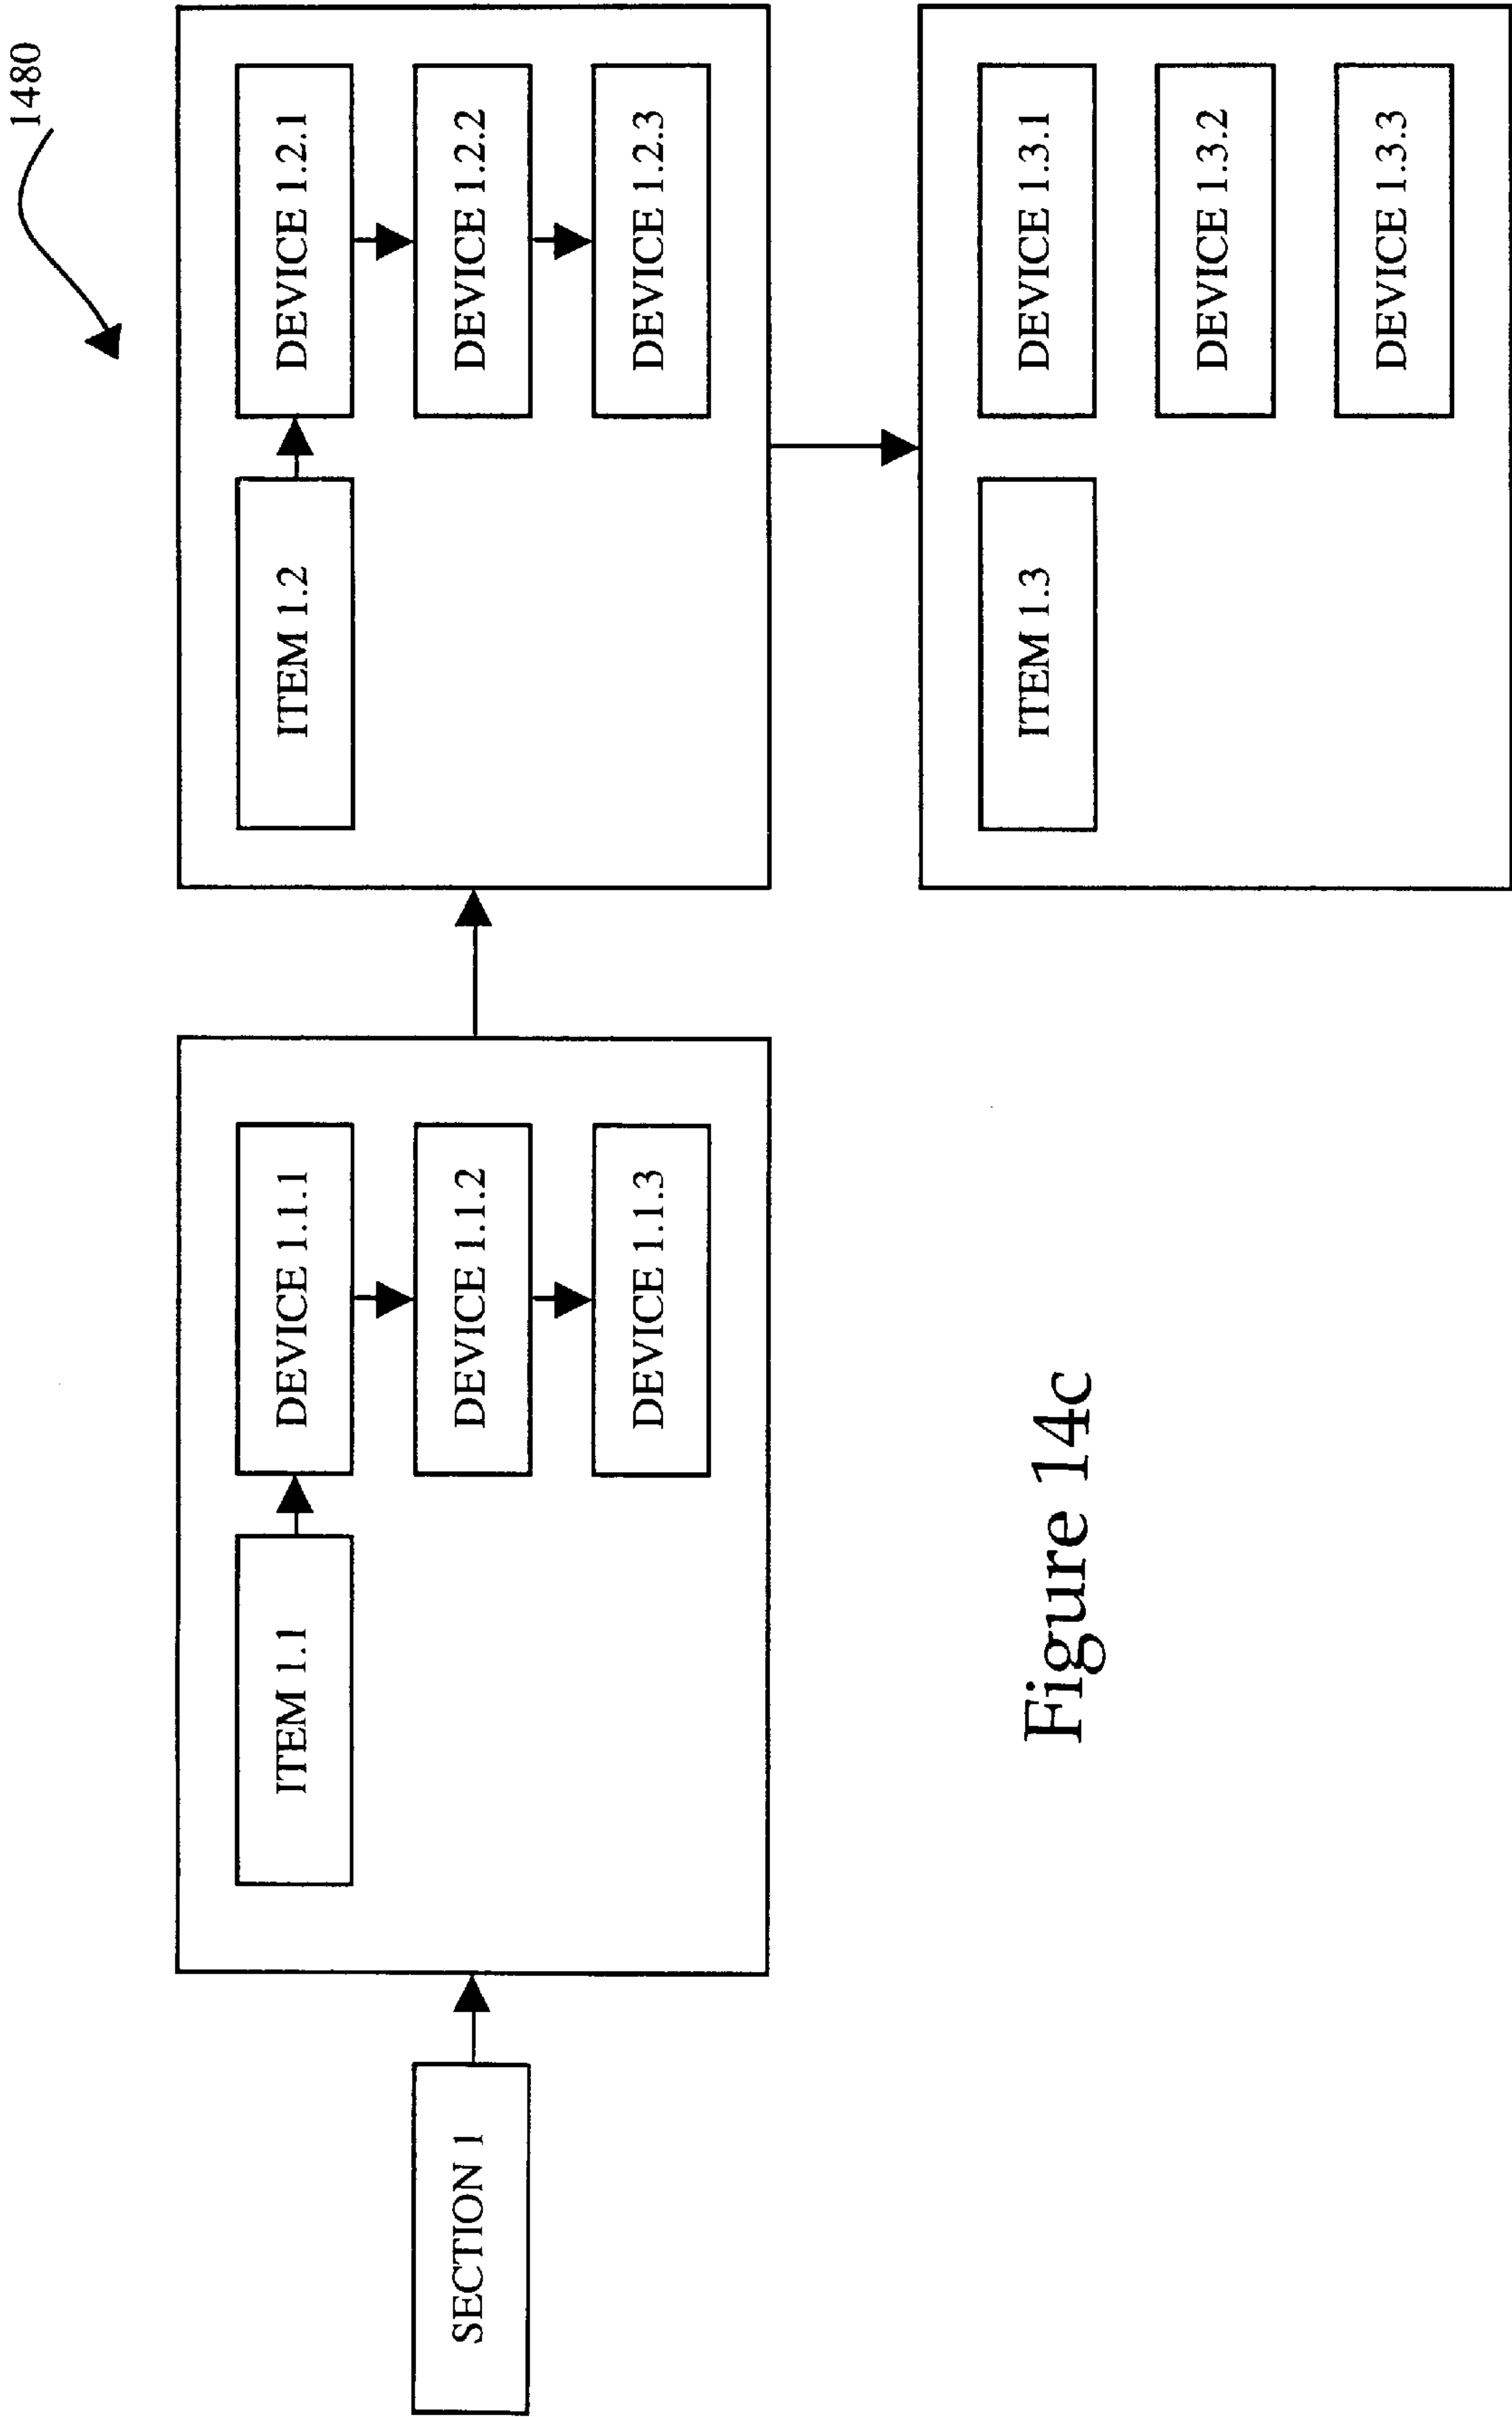 1480
SECTION 1
ITEM 1.1
DEVICE 1.1.1
DEVICE 1.1.2
DEVICE 1.1.3
ITEM 1.2
DEVICE 1.2.1
DEVICE 1.2.2
DEVICE 1.2.3
ITEM 1.3
DEVICE 1.3.1
DEVICE 1.3.2
DEVICE 1.3.3
Figure 14c